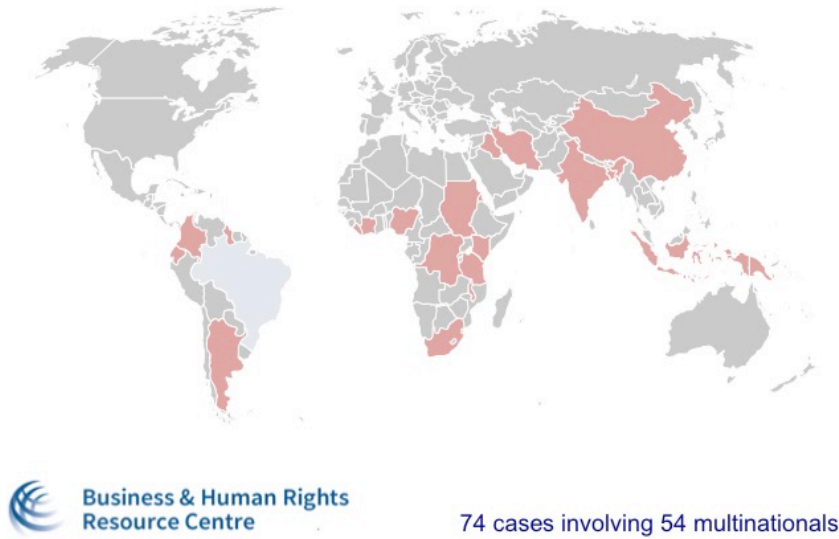 Business & Human Rights
Resource Centre
74 cases involving 54 multinationals